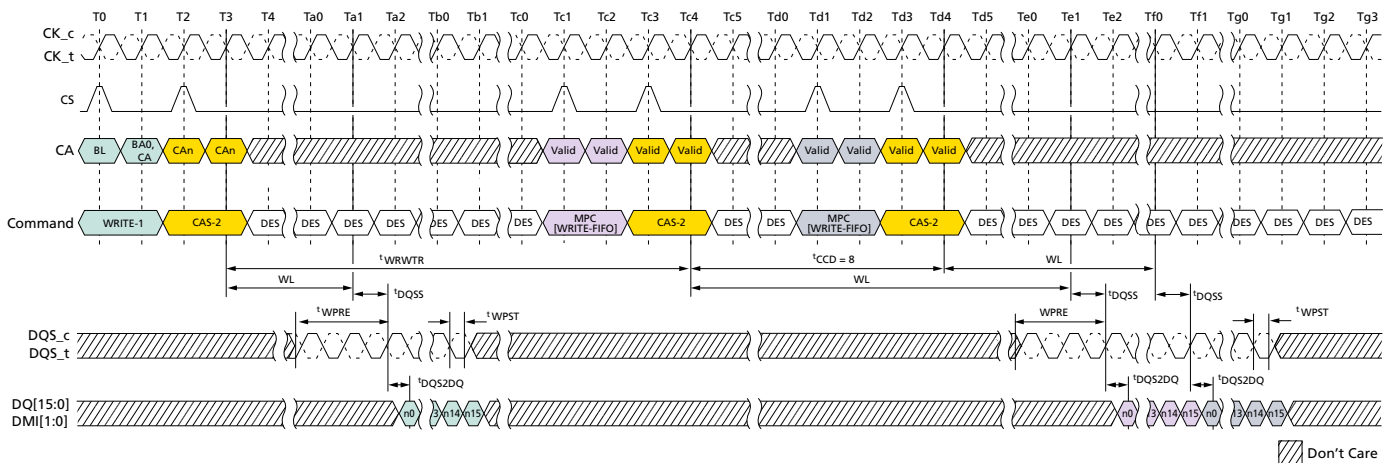 T0 T1 T2 T3 T4 Ta0 Ta1 Ta2 Tb0 Tb1 Tc0 Tc1 Tc2 Tc3 Tc4 Tc5 Td0 Td1 Td2 Td3 Td4 Td5 Te0 Te1 Te2 Tf0 Tf1 Tg0 Tg1 Tg2 Tg3
CK_c
CK_t
CS
CA BL BA0, CA CAn CAn Valid Valid Valid Valid Valid Valid Valid Valid
Command WRITE-1 CAS-2 DES DES DES DES DES DES DES MPC [WRITE-FIFO] CAS-2 DES DES MPC [WRITE-FIFO] CAS-2 DES DES DES DES DES DES DES DES DES DES
tWRWTR tCCD = 8 WL
WL WL
tDQSS tDQSS tDQSS
tWPRE tWPST WPRE tWPST
DQS_c
DQS_t
tDQS2DQ tDQS2DQ tDQS2DQ
DQ[15:0] n0 n14 n15 n0 n14 n15 n0 n14 n15
DMI[1:0]
Don't Care